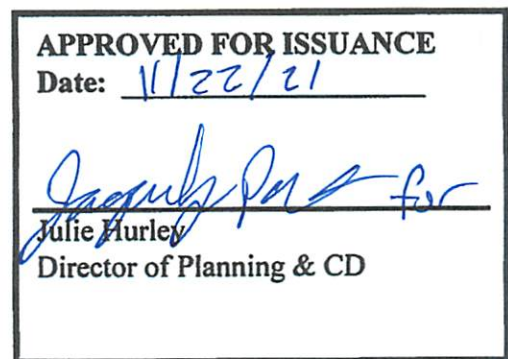 APPROVED FOR ISSUANCE
Date: 11/22/21
for
Julie Hurley
Director of Planning & CD